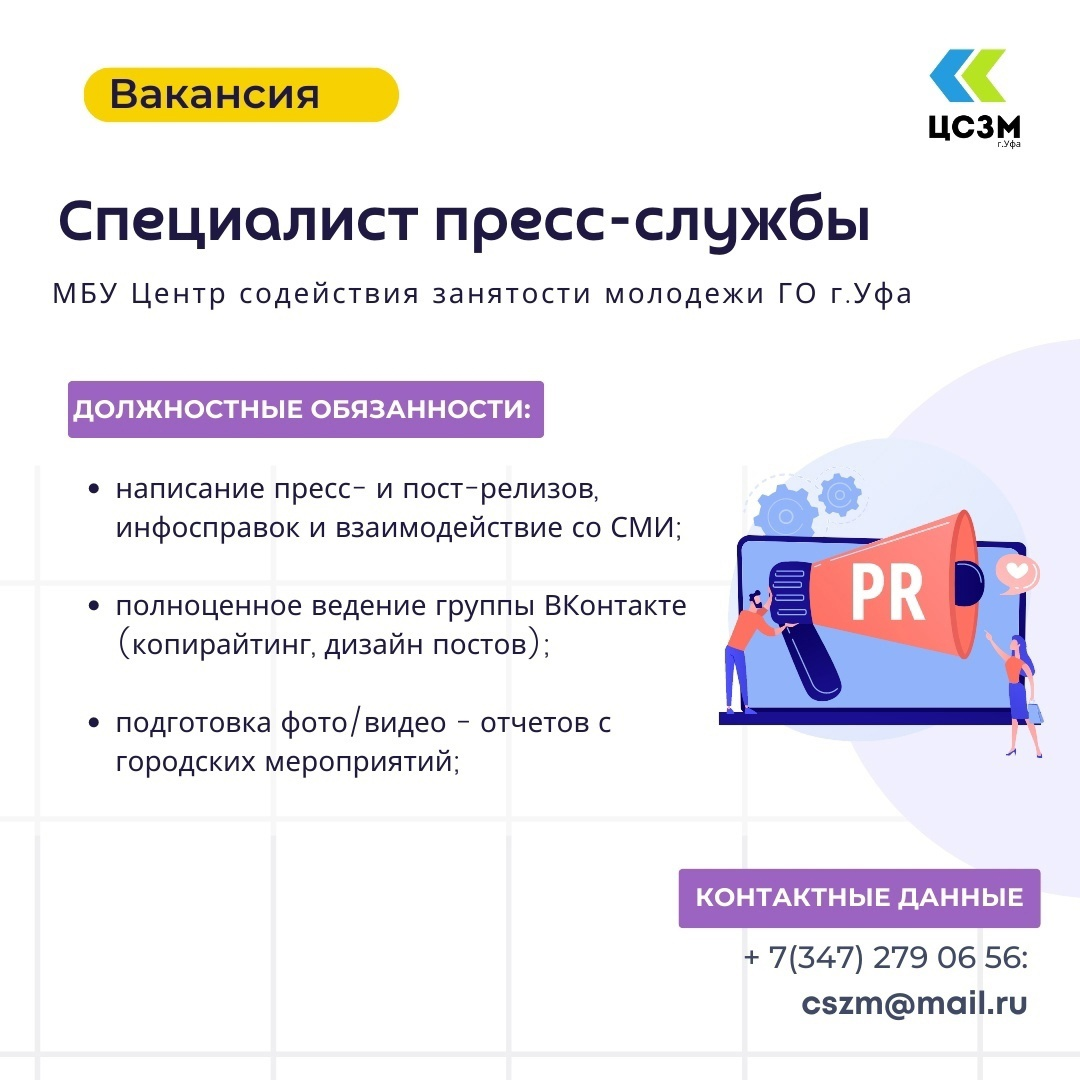 Вакансия
ЦСЗМ
г.Уфа
Специалист пресс-службы
МБУ Центр содействия занятости молодежи ГО г.Уфа
ДОЛЖНОСТНЫЕ ОБЯЗАННОСТИ:
• написание пресс- и пост-релизов,
инфосправок и взаимодействие со СМИ;
• полноценное ведение группы ВКонтакте
(копирайтинг, дизайн постов);
• подготовка фото/видео - отчетов с
городских мероприятий;
PR
КОНТАКТНЫЕ ДАННЫЕ
+ 7(347) 279 06 56:
cszm@mail.ru